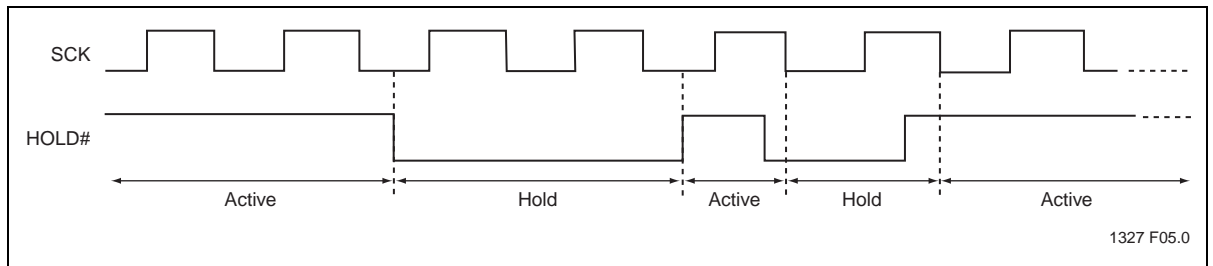 SCK
HOLD#
Active Hold Active Hold Active
1327 F05.0